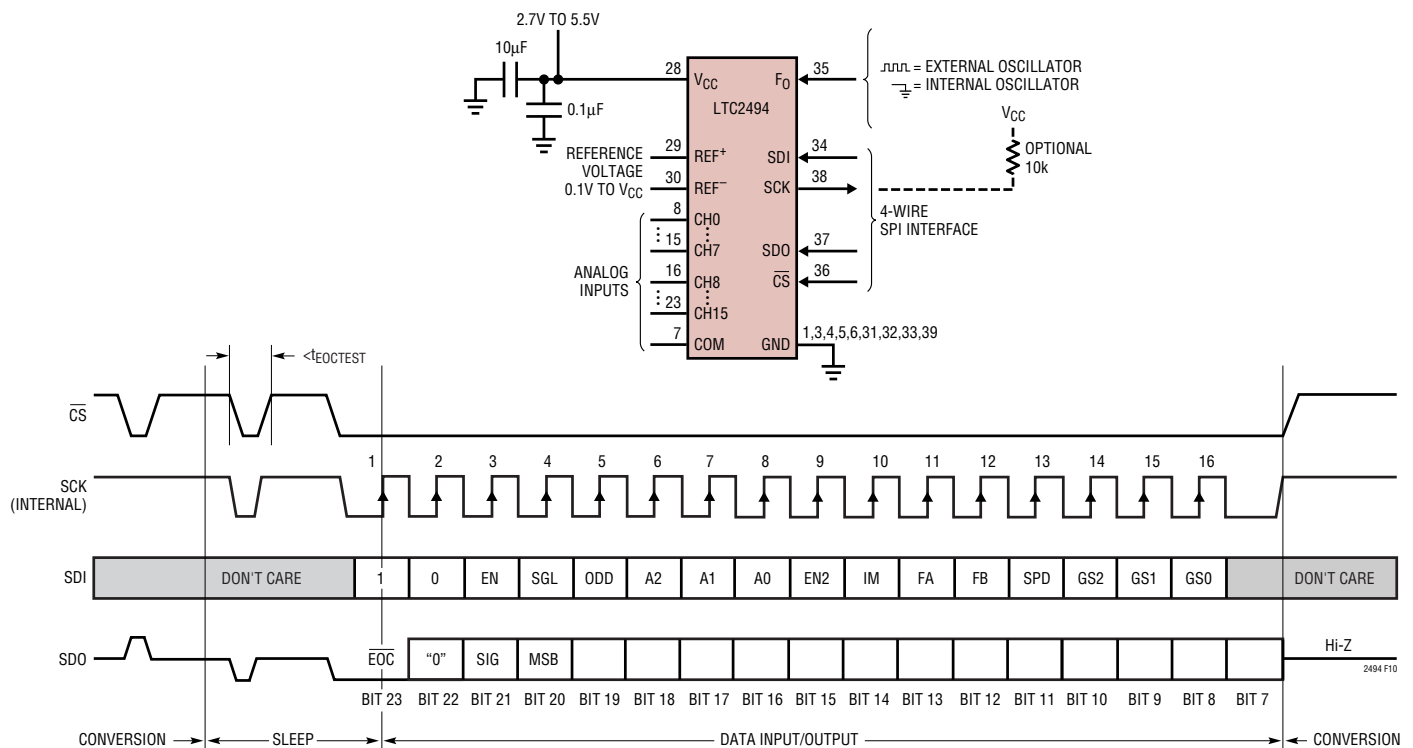 2.7V TO 5.5V
10µF
0.1µF
28
VCC
LTC2494
FO
35
= EXTERNAL OSCILLATOR
= INTERNAL OSCILLATOR
VCC
OPTIONAL
10k
REFERENCE
VOLTAGE
0.1V TO VCC
29
REF+
30
REF−
SDI
34
SCK
38
4-WIRE
SPI INTERFACE
SDO
37
CS
36
ANALOG
INPUTS
8
CH0
15
CH7
16
CH8
23
CH15
7
COM
GND
1,3,4,5,6,31,32,33,39
<tEOCTEST
CS
SCK
(INTERNAL)
1 2 3 4 5 6 7 8 9 10 11 12 13 14 15 16
SDI DON'T CARE 1 0 EN SGL ODD A2 A1 A0 EN2 IM FA FB SPD GS2 GS1 GS0 DON'T CARE
SDO EOC "0" SIG MSB Hi-Z
2494 F10
BIT 23 BIT 22 BIT 21 BIT 20 BIT 19 BIT 18 BIT 17 BIT 16 BIT 15 BIT 14 BIT 13 BIT 12 BIT 11 BIT 10 BIT 9 BIT 8 BIT 7
CONVERSION SLEEP DATA INPUT/OUTPUT CONVERSION